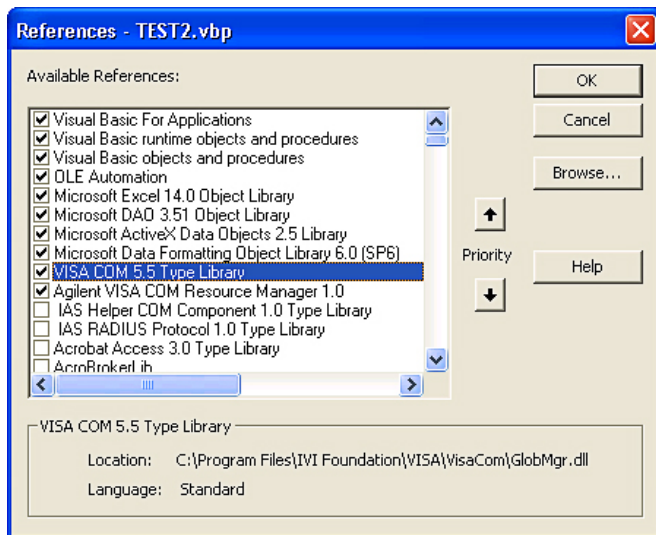 References - TEST2.vbp
Available References:
OK
Cancel
Browse...
Help
Visual Basic For Applications
Visual Basic runtime objects and procedures
Visual Basic objects and procedures
OLE Automation
Microsoft Excel 14.0 Object Library
Microsoft DAO 3.51 Object Library
Microsoft ActiveX Data Objects 2.5 Library
Microsoft Data Formatting Object Library 6.0 (SP6)
VISA COM 5.5 Type Library
Agilent VISA COM Resource Manager 1.0
IAS Helper COM Component 1.0 Type Library
IAS RADIUS Protocol 1.0 Type Library
Acrobat Access 3.0 Type Library
AcroBrokerLib
Priority
VISA COM 5.5 Type Library
Location: C:\Program Files\IVI Foundation\VISA\VisaCom\GlobMgr.dll
Language: Standard